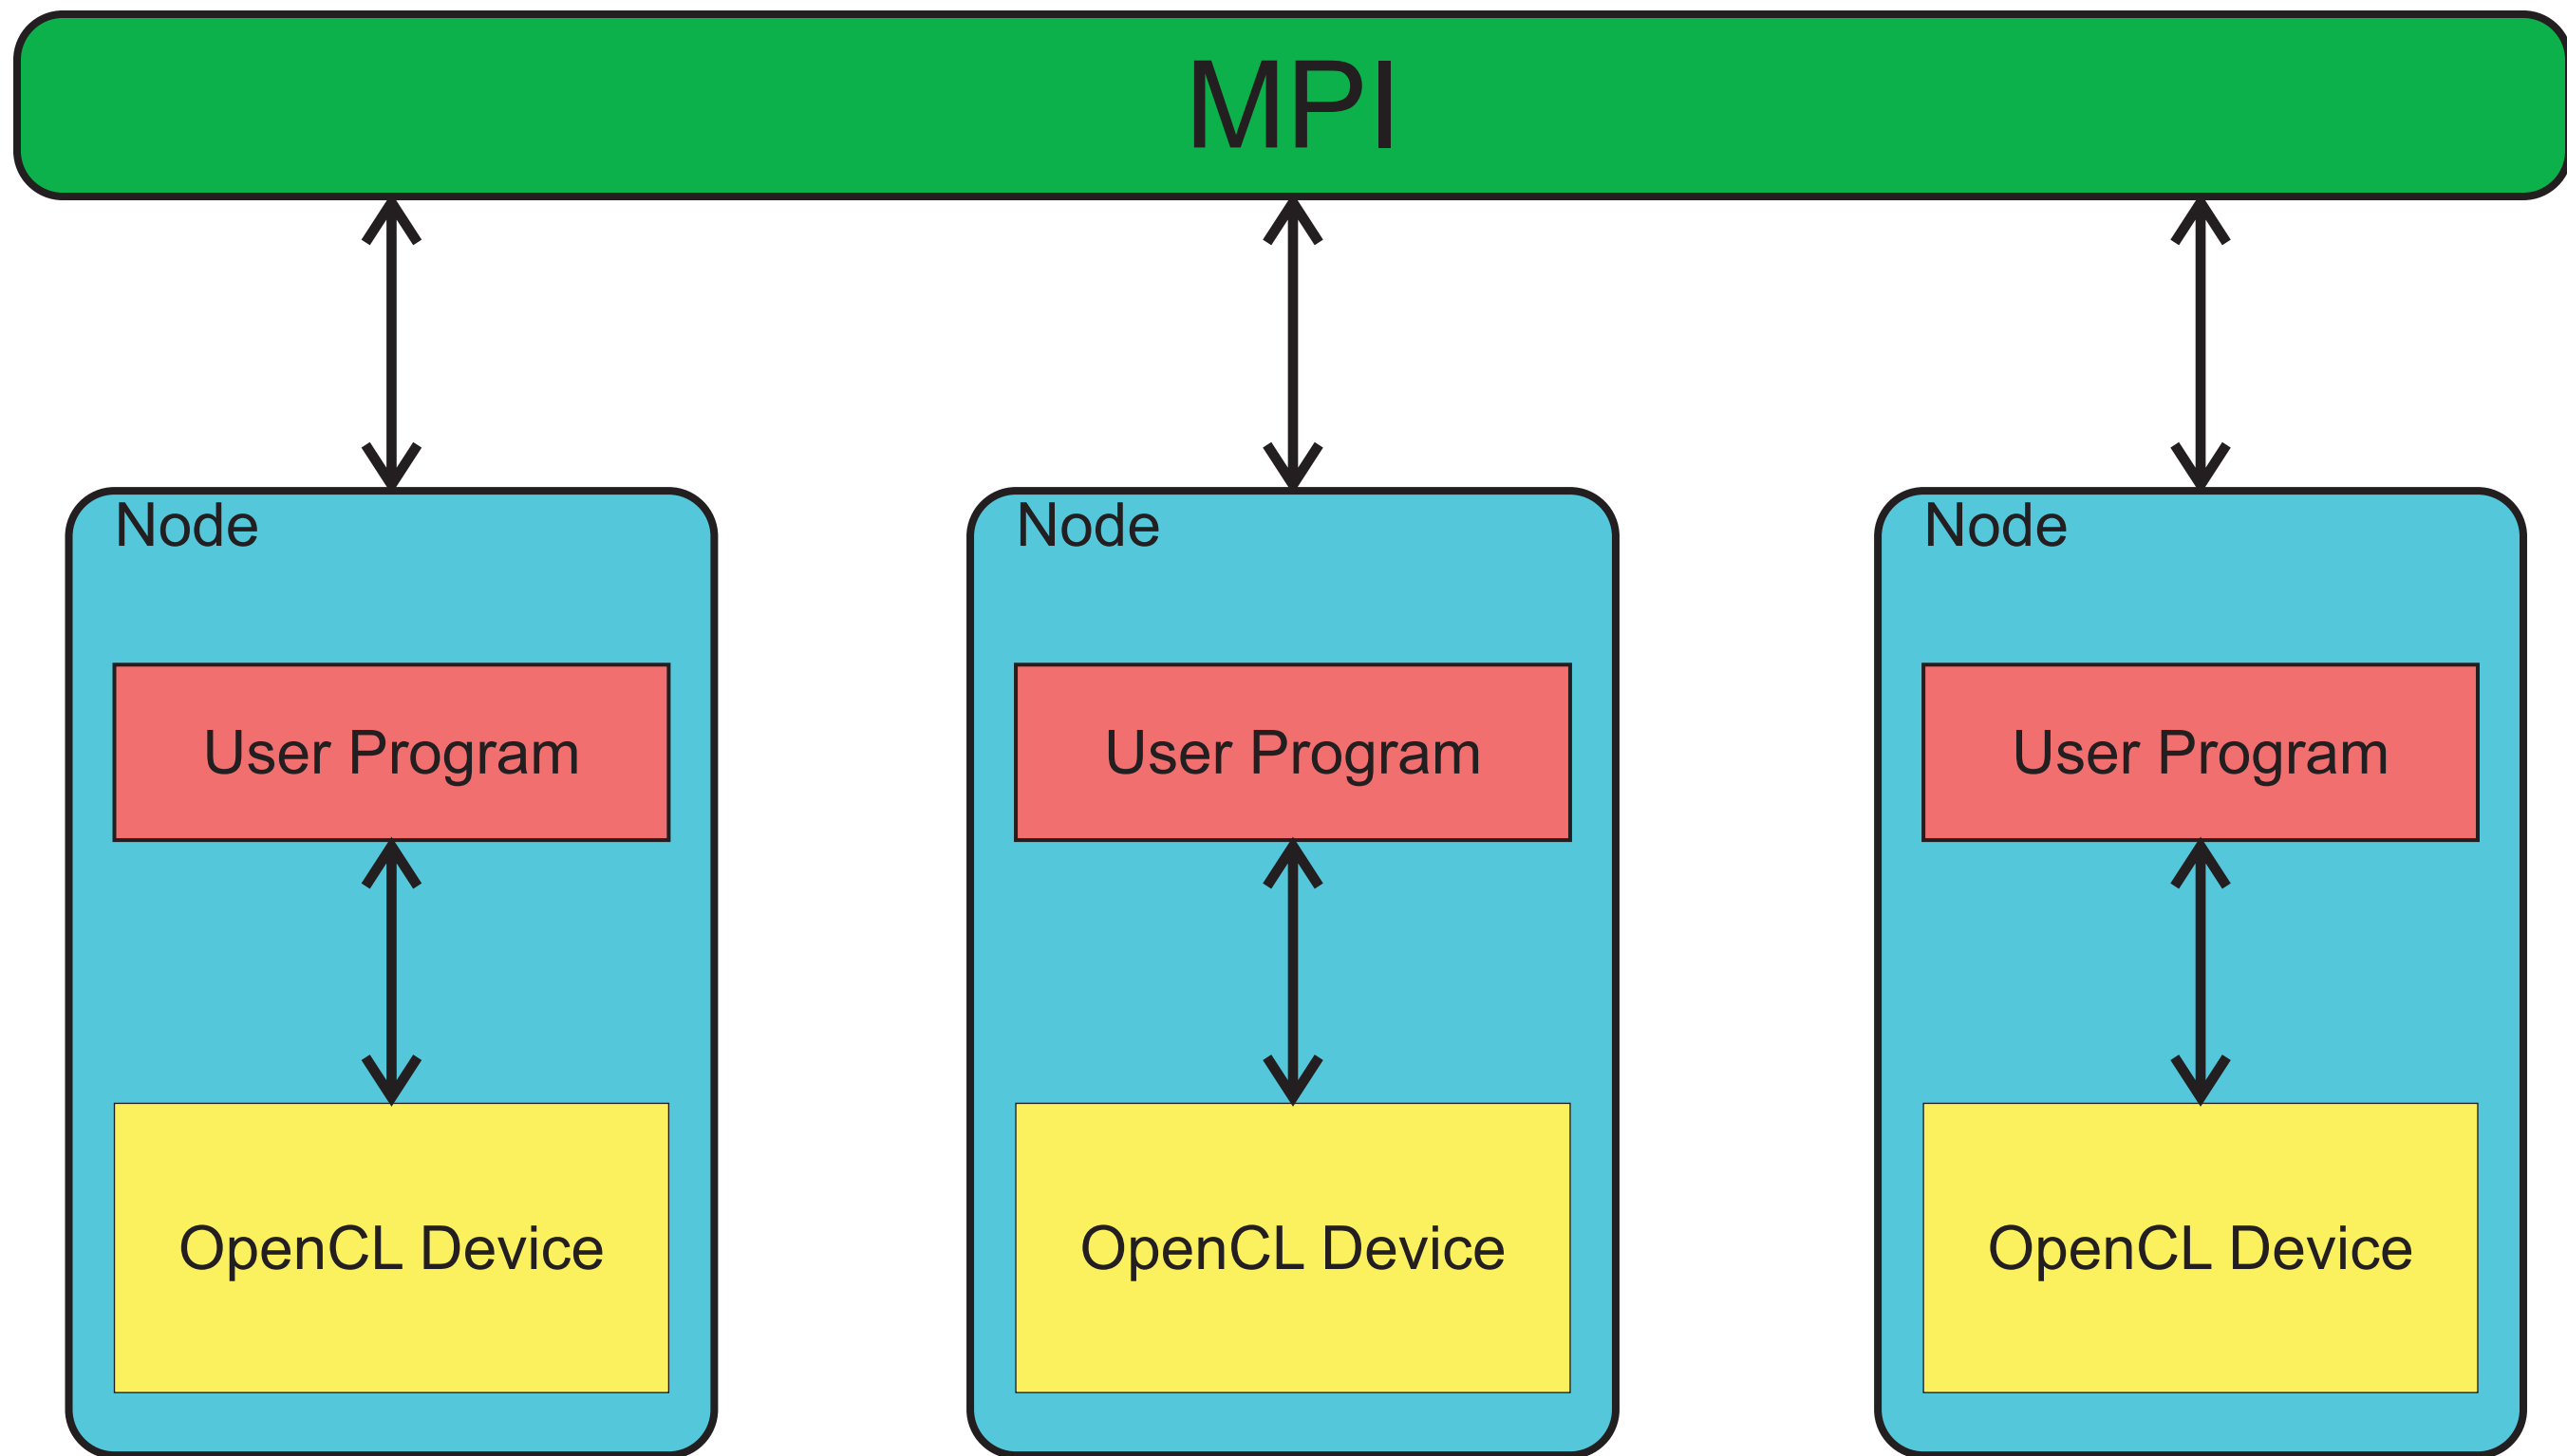 MPI
Node
Node
Node
User Program
User Program
User Program
OpenCL Device
OpenCL Device
OpenCL Device